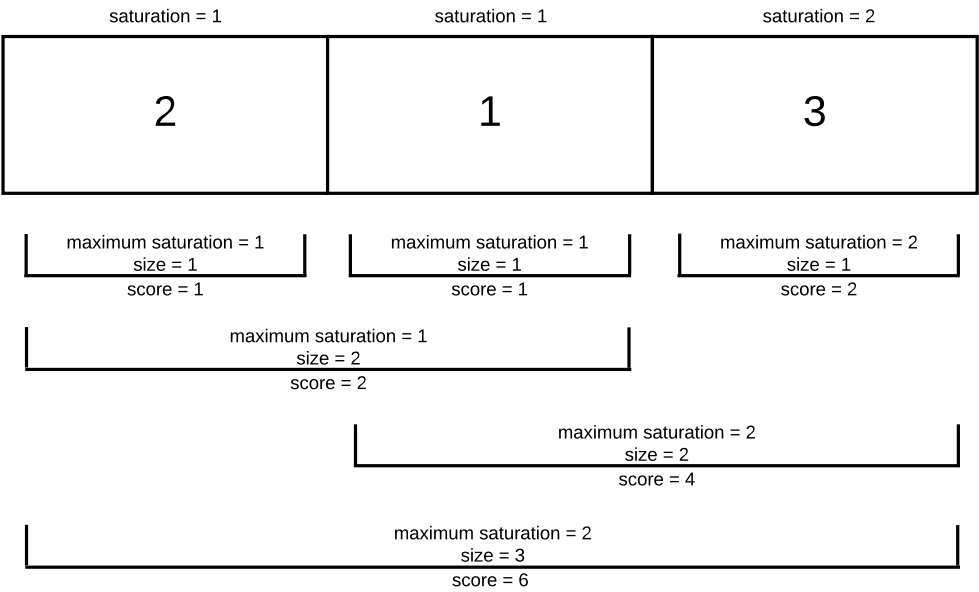 saturation = 1
saturation = 1
saturation = 2
2
1
3
maximum saturation = 1
size = 1
score = 1
maximum saturation = 1
size = 1
score = 1
maximum saturation = 2
size = 1
score = 2
maximum saturation = 1
size = 2
score = 2
maximum saturation = 2
size = 2
score = 4
maximum saturation = 2
size = 3
score = 6